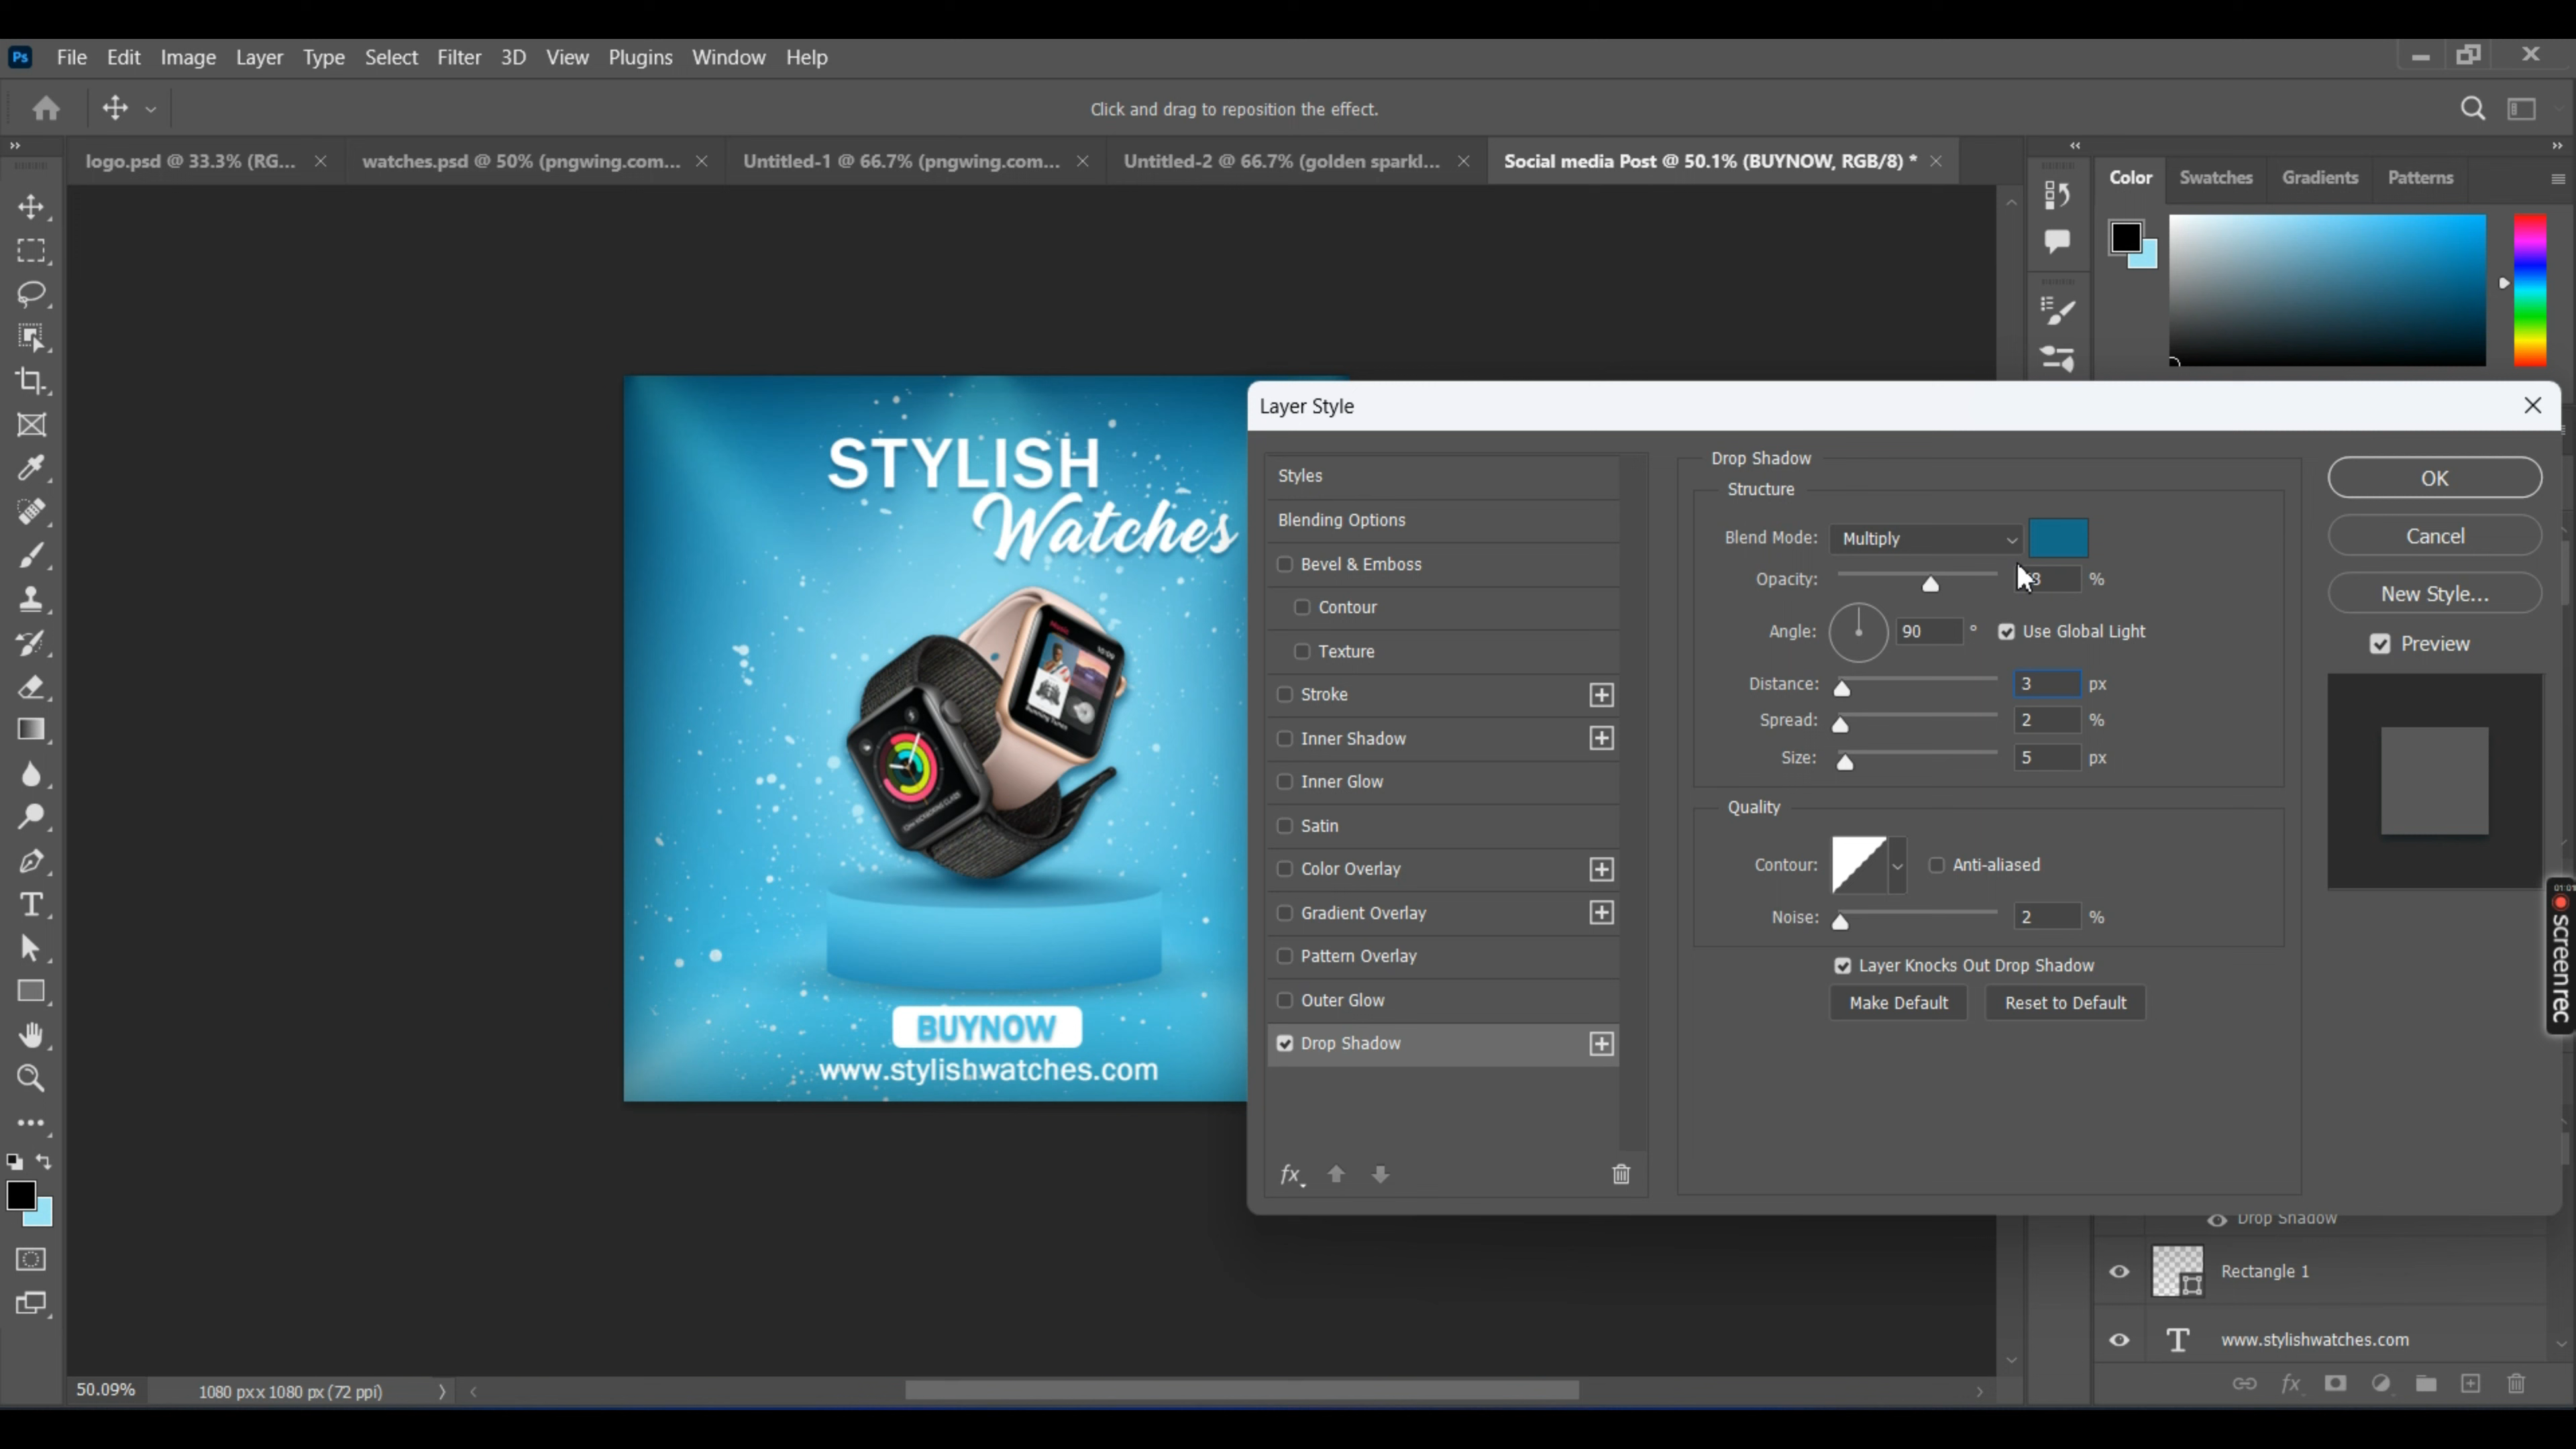 Ps File Edit Image Layer Type Select Filter 3D View Plugins Window Help
Click and drag to reposition the effect.
logo.psd @ 33.3% (RG... watches.psd @ 50% (pngwing.com... Untitled-1 @ 66.7% (pngwing.com... Untitled-2 @ 66.7% (golden sparkl... Social media Post @ 50.1% (BUYNOW, RGB/8) *
Color Swatches Gradients Patterns
STYLISH
Watches
Music
10:09
BUYNOW
www.stylishwatches.com
Layer Style
Styles
Blending Options
Bevel & Emboss
Contour
Texture
Stroke
Inner Shadow
Inner Glow
Satin
Color Overlay
Gradient Overlay
Pattern Overlay
Outer Glow
Drop Shadow
fx
Drop Shadow
Structure
Blend Mode: Multiply
Opacity: %
Angle: 90 ° Use Global Light
Distance: 3 px
Spread: 2 %
Size: 5 px
Quality
Contour: Anti-aliased
Noise: 2 %
Layer Knocks Out Drop Shadow
Make Default Reset to Default
OK
Cancel
New Style...
Preview
screenrec
Drop Shadow
Rectangle 1
T www.stylishwatches.com
fx
50.09% 1080 px x 1080 px (72 ppi)